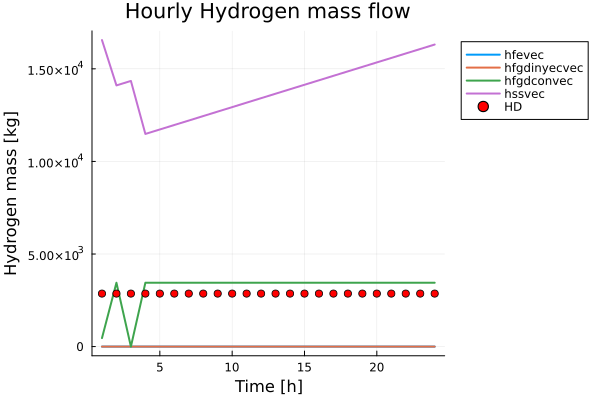 Hourly Hydrogen mass flow
Hydrogen mass [kg]
1.50×10⁴
1.00×10⁴
5.00×10³
0
5 10 15 20
Time [h]
hfevec
hfgdinyecvec
hfgdconvec
hssvec
HD